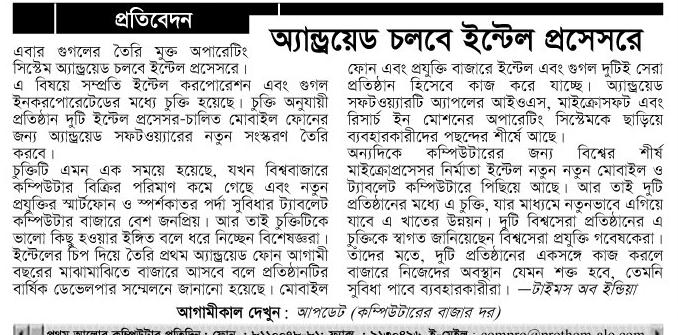 প্রতিবেদন
অ্যান্ড্রয়েড চলবে ইন্টেল প্রসেসরে
এবার গুগলের তৈরি মুক্ত অপারেটিং
সিস্টেম অ্যান্ড্রয়েড চলবে ইন্টেল প্রসেসরে।
এ বিষয়ে সম্প্রতি ইন্টেল করপোরেশন এবং গুগল
ইনকরপোরেটেডের মধ্যে চুক্তি হয়েছে। চুক্তি অনুযায়ী
প্রতিষ্ঠান দুটি ইন্টেল প্রসেসর-চালিত মোবাইল ফোনের
জন্য অ্যান্ড্রয়েড সফটওয়্যারের নতুন সংস্করণ তৈরি
করবে।
চুক্তিটি এমন এক সময়ে হয়েছে, যখন বিশ্ববাজারে
কম্পিউটার বিক্রির পরিমাণ কমে গেছে এবং নতুন
প্রযুক্তির স্মার্টফোন ও স্পর্শকাতর পর্দা সুবিধার ট্যাবলেট
কম্পিউটার বাজারে বেশ জনপ্রিয়। আর তাই চুক্তিটিকে
ভালো কিছু হওয়ার ইঙ্গিত বলে ধরে নিচ্ছেন বিশেষজ্ঞরা।
ইন্টেলের চিপ দিয়ে তৈরি প্রথম অ্যান্ড্রয়েড ফোন আগামী
বছরের মাঝামাঝিতে বাজারে আসবে বলে প্রতিষ্ঠানটির
বার্ষিক ডেভেলপার সম্মেলনে জানানো হয়েছে। মোবাইল
ফোন এবং প্রযুক্তি বাজারে ইন্টেল এবং গুগল দুটিই সেরা
প্রতিষ্ঠান হিসেবে কাজ করে যাচ্ছে। অ্যান্ড্রয়েড
সফটওয়্যারটি অ্যাপলের আইওএস, মাইক্রোসফট এবং
রিসার্চ ইন মোশনের অপারেটিং সিস্টেমকে ছাড়িয়ে
ব্যবহারকারীদের পছন্দের শীর্ষে আছে।
অন্যদিকে কম্পিউটারের জন্য বিশ্বের শীর্ষ
মাইক্রোপ্রসেসর নির্মাতা ইন্টেল নতুন নতুন মোবাইল ও
ট্যাবলেট কম্পিউটারে পিছিয়ে আছে। আর তাই দুই
প্রতিষ্ঠানের মধ্যে এ চুক্তি, যার মাধ্যমে নতুনভাবে এগিয়ে
যাবে এ খাতের উন্নয়ন। দুটি বিশ্বসেরা প্রতিষ্ঠানের এ
চুক্তিকে স্বাগত জানিয়েছেন বিশ্বসেরা প্রযুক্তি গবেষকেরা।
তাঁদের মতে, দুটি প্রতিষ্ঠানের একসঙ্গে কাজ করলে
বাজারে নিজেদের অবস্থান যেমন শক্ত হবে, তেমনি
সুবিধা পাবে ব্যবহারকারীরা। —টাইমস অব ইন্ডিয়া
আগামীকাল দেখুন : আপডেট (কম্পিউটারের বাজার দর)